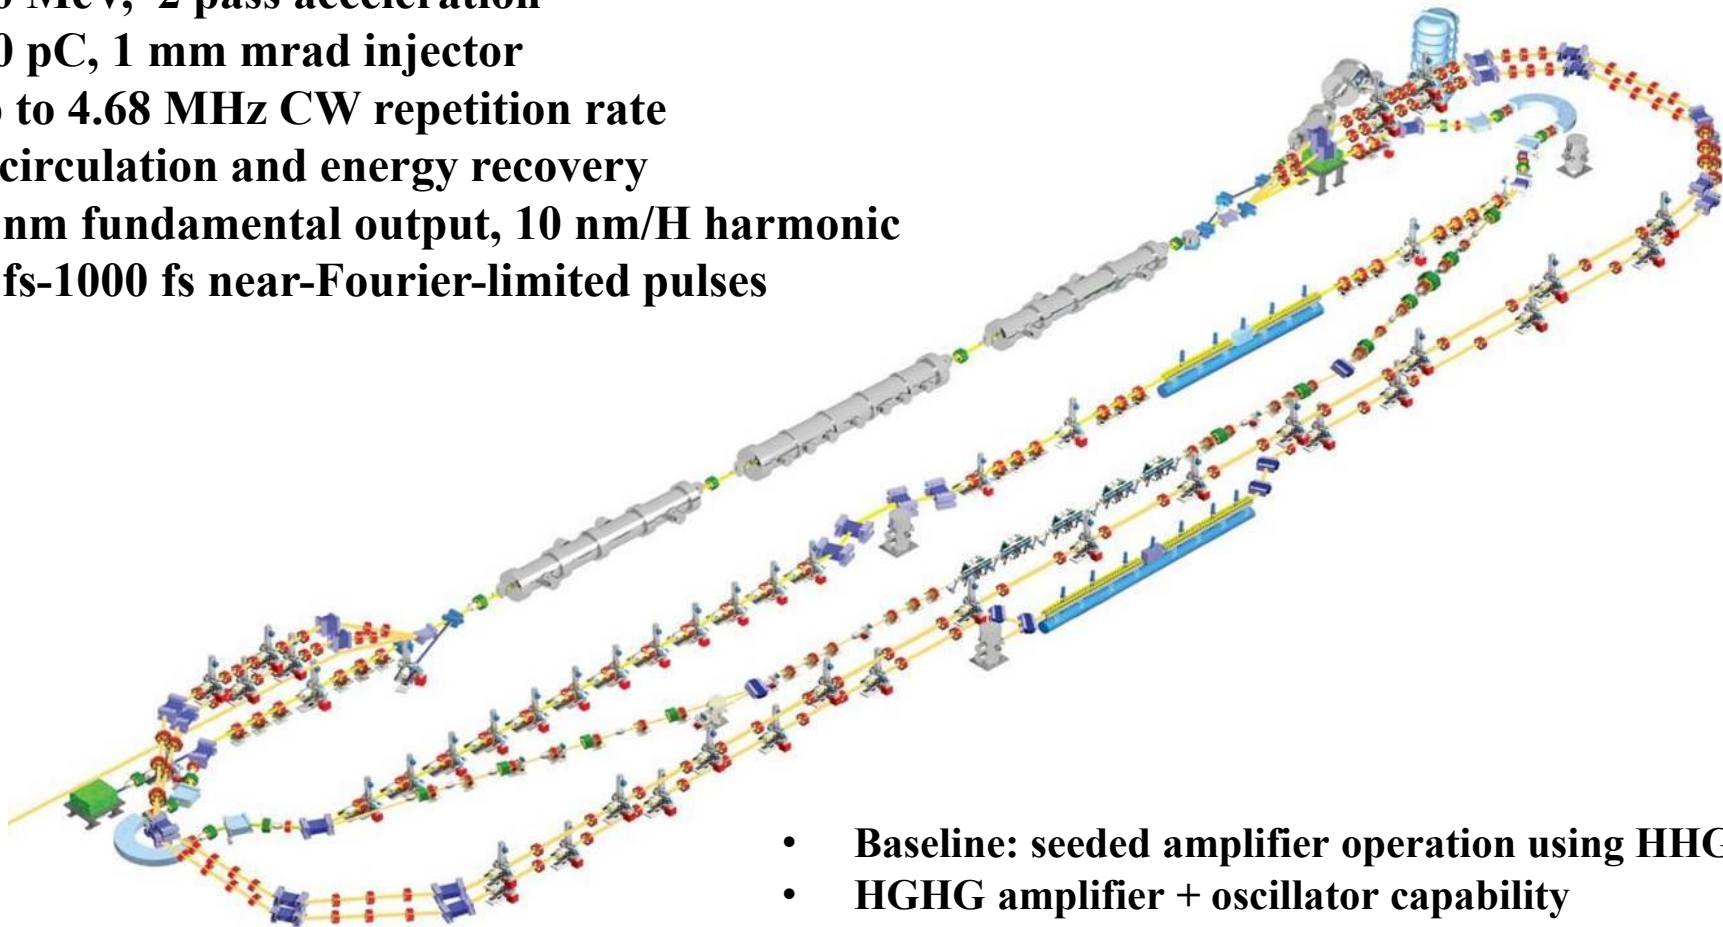 MeV, 2 pass acceleration
pC, 1 mm mrad injector
to 4.68 MHz CW repetition rate
circulation and energy recovery
nm fundamental output, 10 nm/H harmonic
fs-1000 fs near-Fourier-limited pulses
• Baseline: seeded amplifier operation using HHG
• HGHG amplifier + oscillator capability